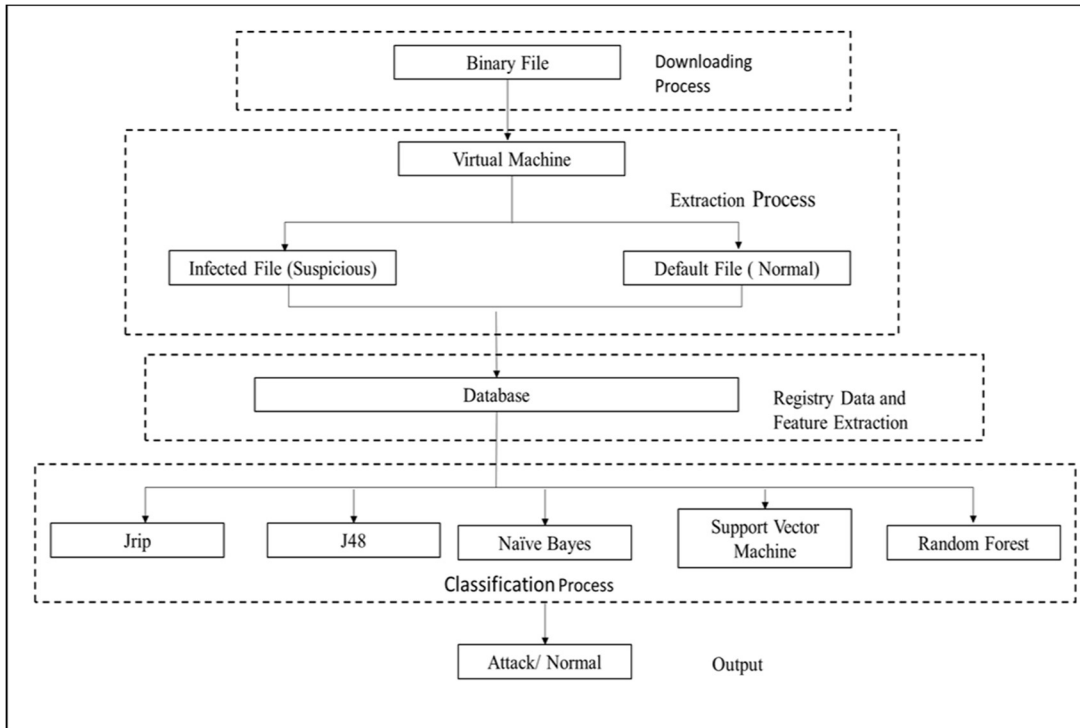 Binary File
Downloading
Process
Virtual Machine
Extraction Process
Infected File (Suspicious)
Default File ( Normal)
Database
Registry Data and
Feature Extraction
Jrip
J48
Naïve Bayes
Support Vector
Machine
Random Forest
Classification Process
Attack/ Normal
Output